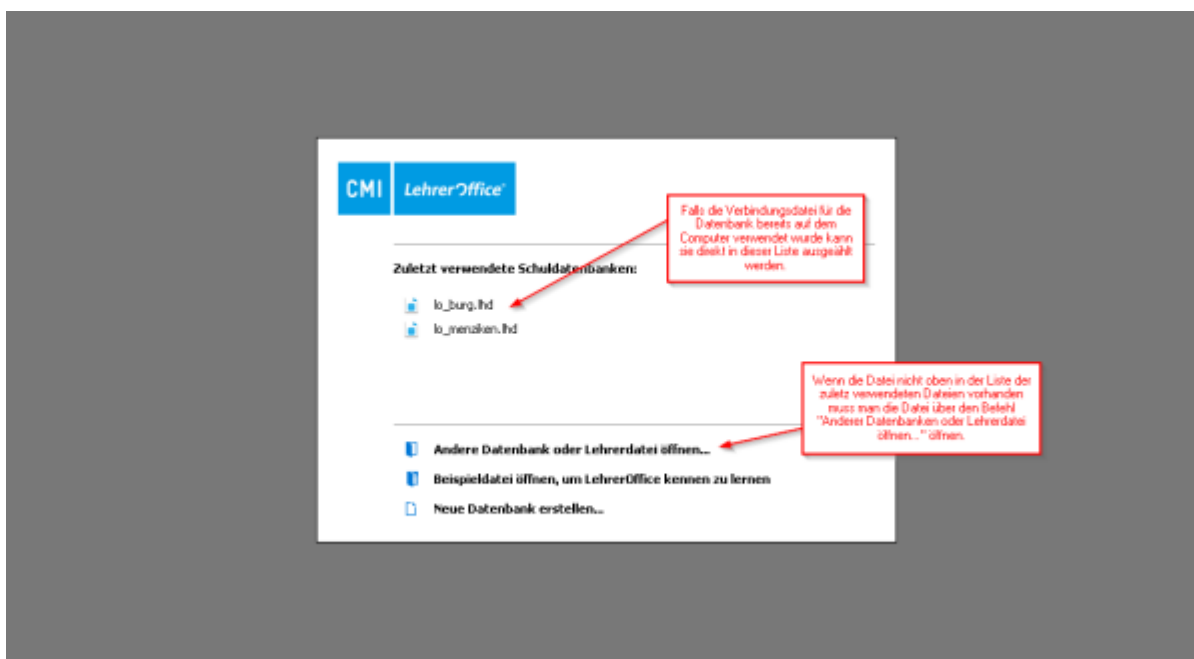 CMI LehrerOffice
Falls die Verbindungsdatei für die
Datenbank bereits auf dem
Computer verwendet wurde kann
sie direkt in dieser Liste ausgeählt
werden.
Zuletzt verwendete Schuldatenbanken:
lo_burg.lhd
lo_menziken.lhd
Wenn die Datei nicht oben in der Liste der
zuletz verwendeten Dateien vorhanden
muss man die Datei über den Befehl
"Anderer Datenbanken oder Lehrerdatei
öffnen..." öffnen.
Andere Datenbank oder Lehrerdatei öffnen...
Beispieldatei öffnen, um LehrerOffice kennen zu lernen
Neue Datenbank erstellen...